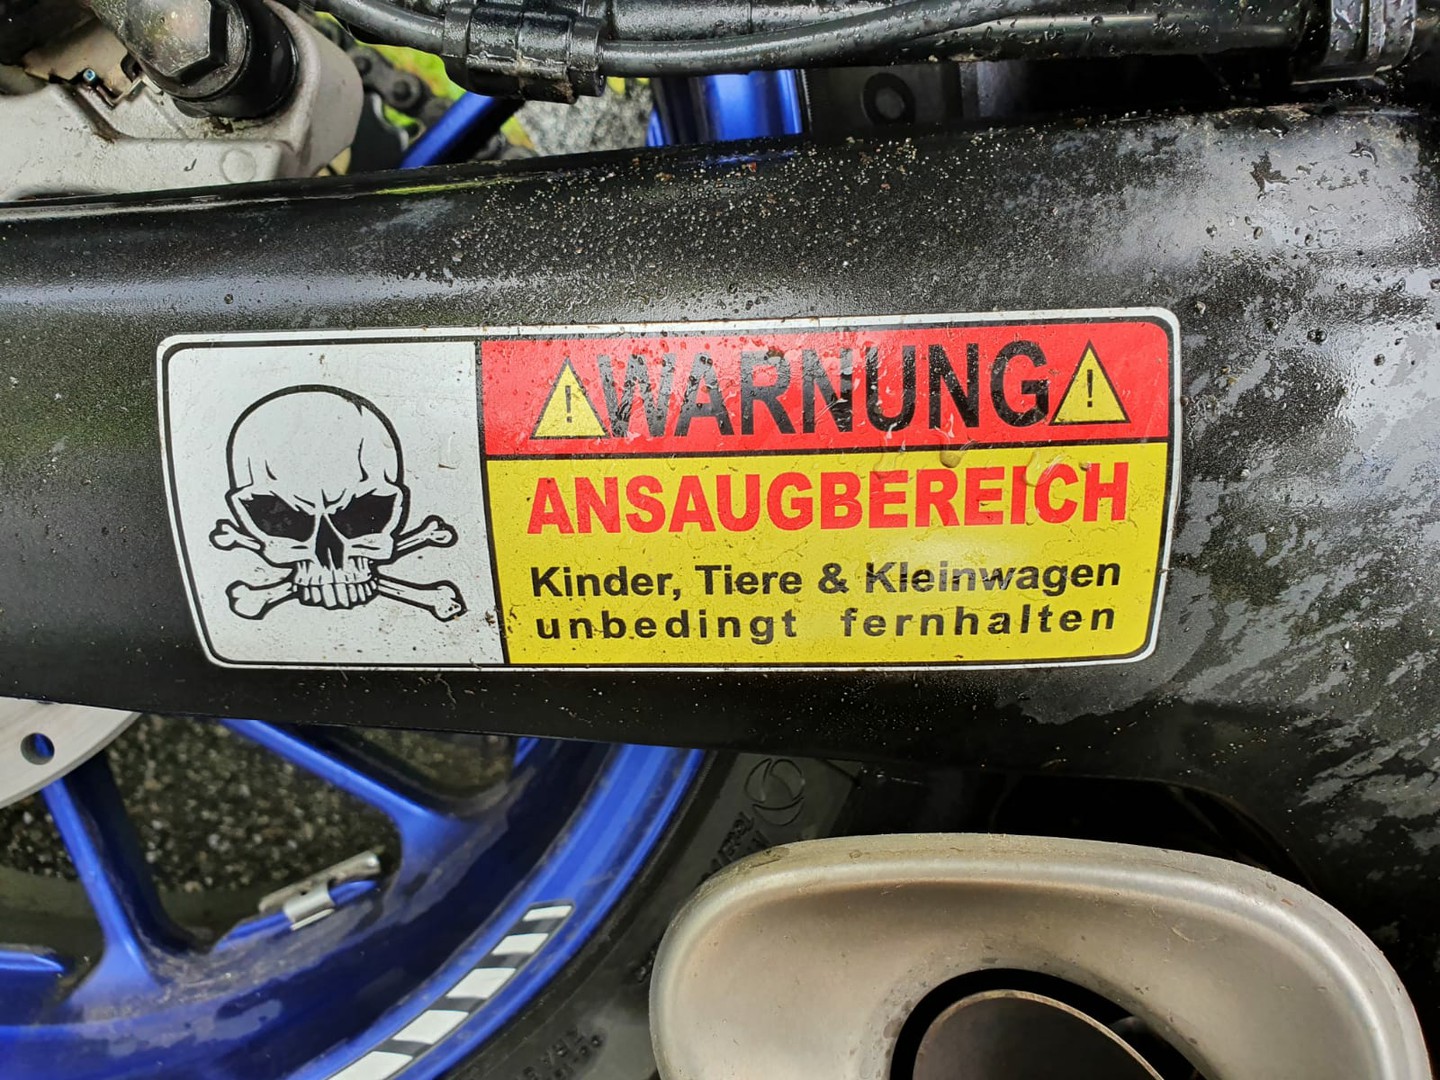 WARNUNG
ANSAUGBEREICH
Kinder, Tiere & Kleinwagen
unbedingt fernhalten